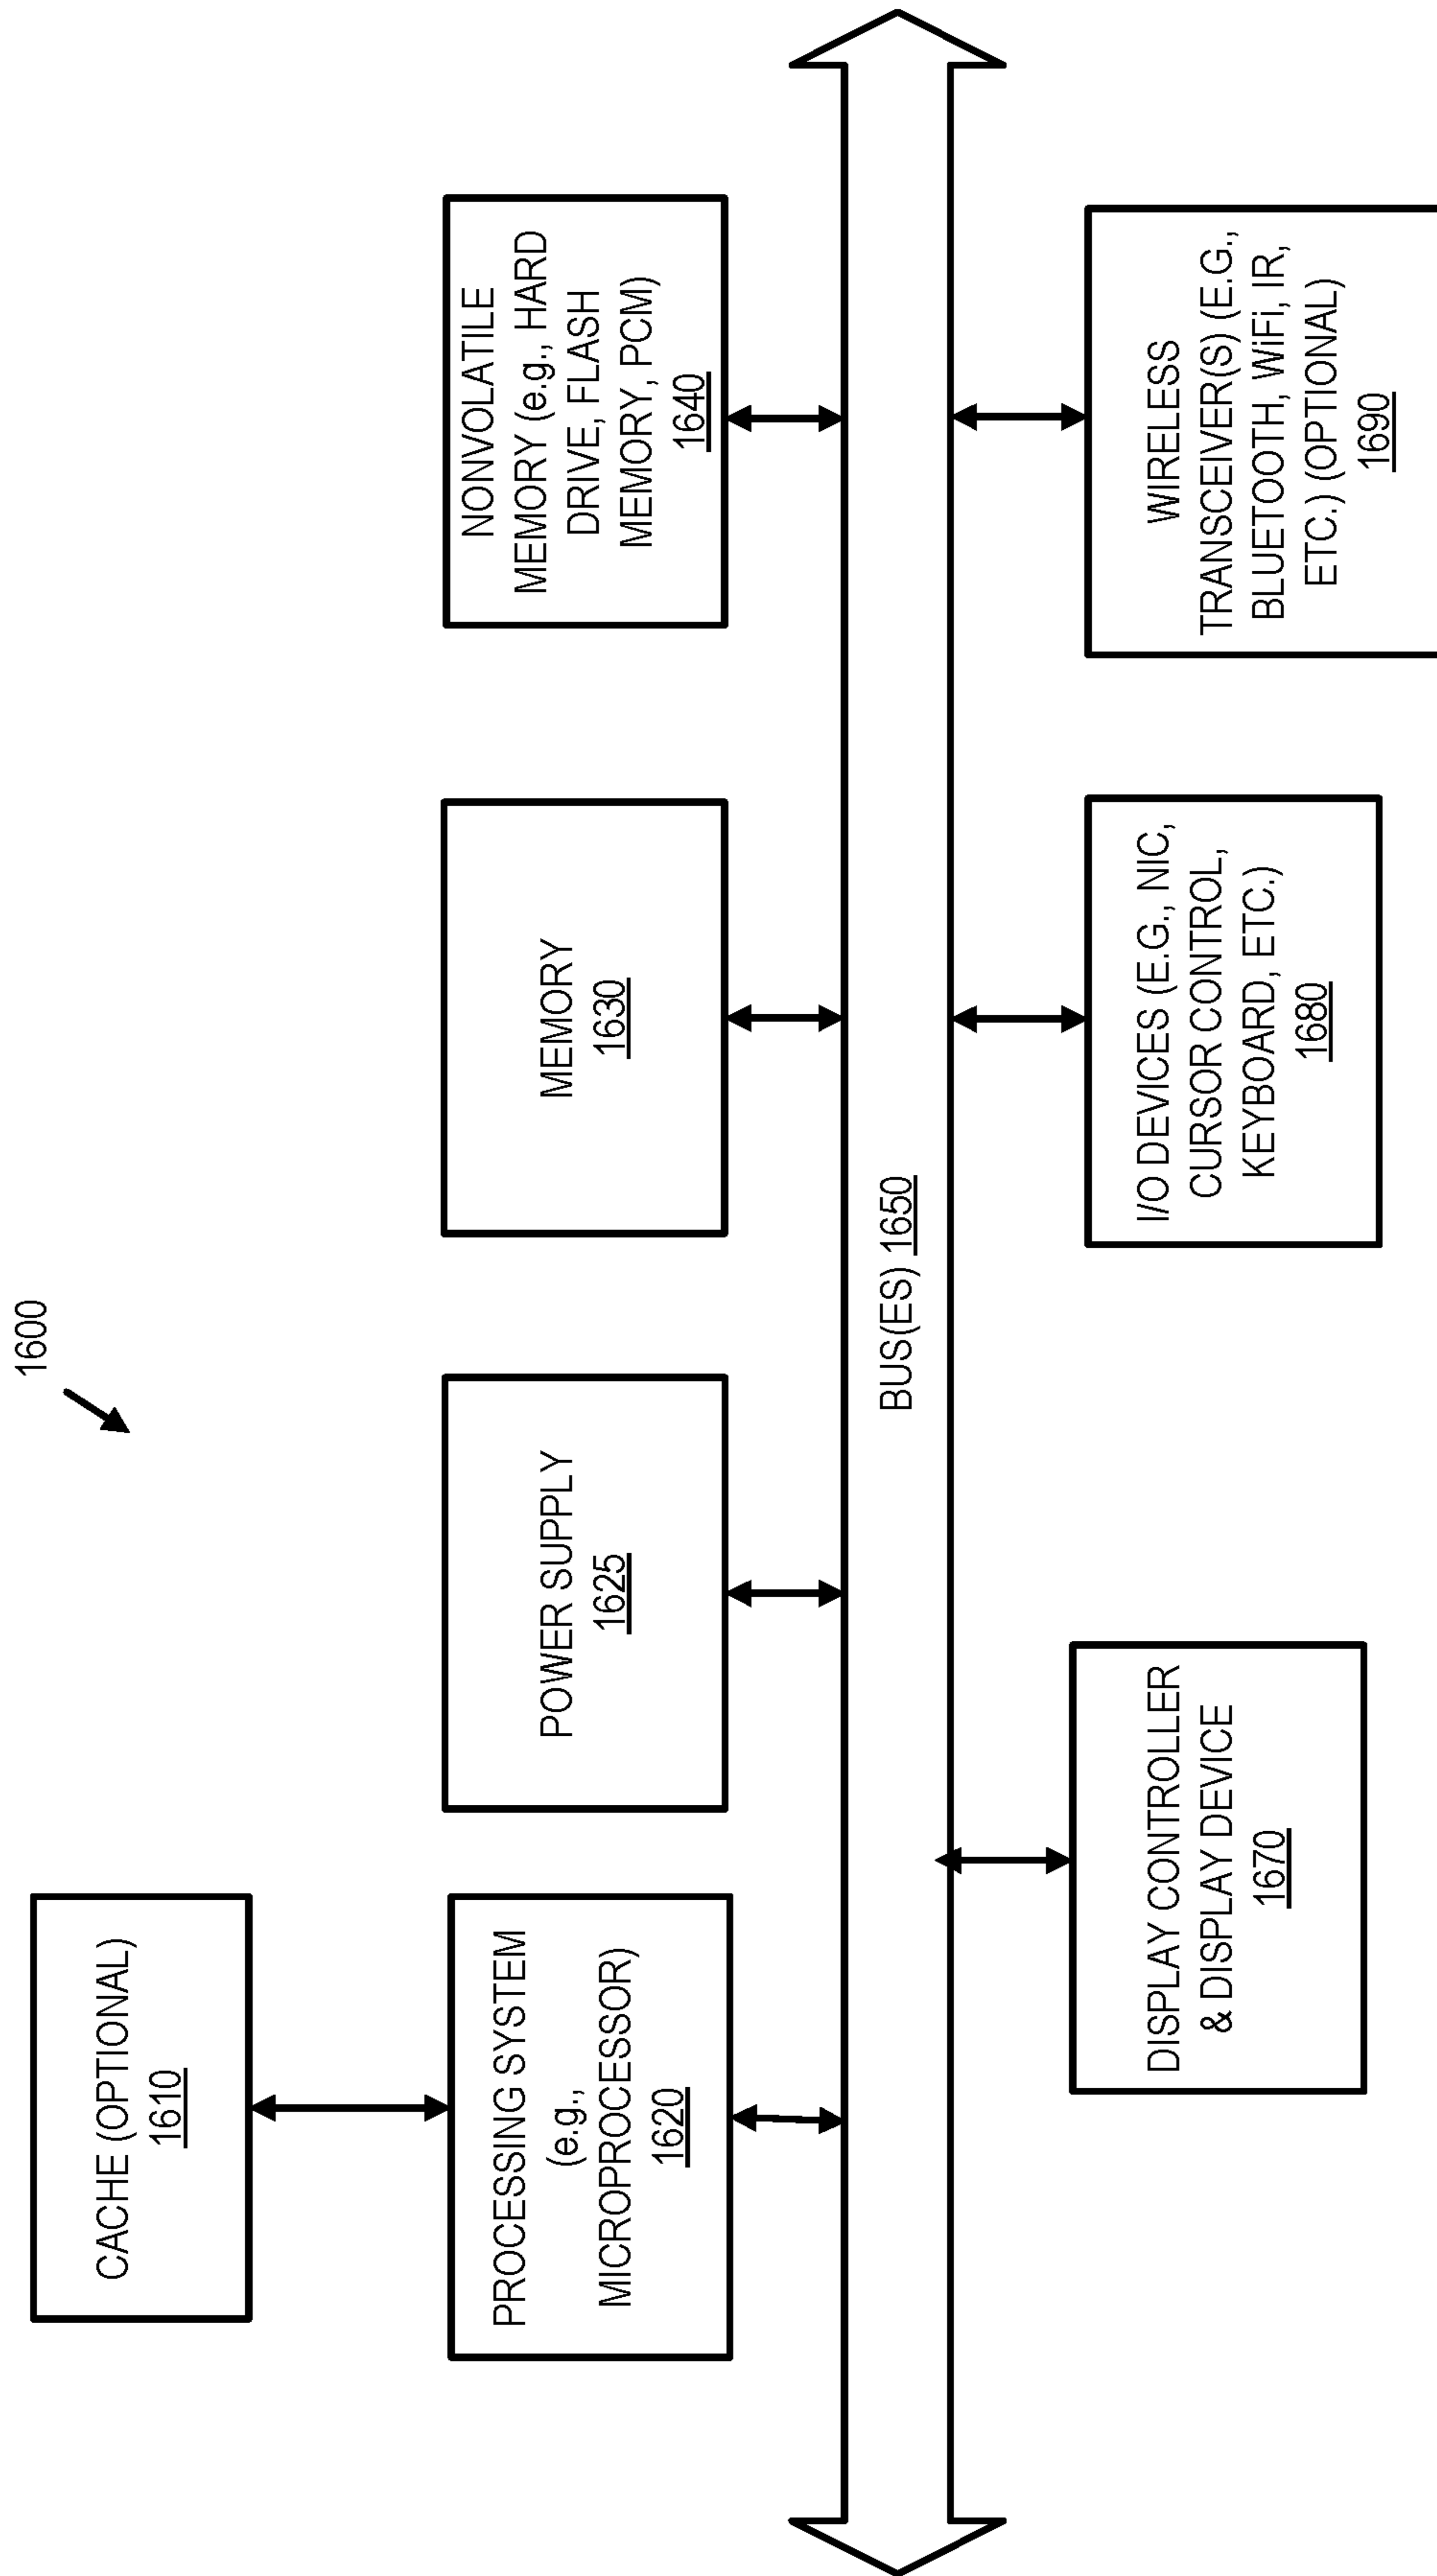 1600
CACHE (OPTIONAL)
1610
PROCESSING SYSTEM
(e.g.,
MICROPROCESSOR)
1620
POWER SUPPLY
1625
MEMORY
1630
NONVOLATILE
MEMORY (e.g., HARD
DRIVE, FLASH
MEMORY, PCM)
1640
BUS(ES) 1650
DISPLAY CONTROLLER
& DISPLAY DEVICE
1670
I/O DEVICES (E.G., NIC,
CURSOR CONTROL,
KEYBOARD, ETC.)
1680
WIRELESS
TRANSCEIVER(S) (E.G.,
BLUETOOTH, WiFi, IR,
ETC.) (OPTIONAL)
1690